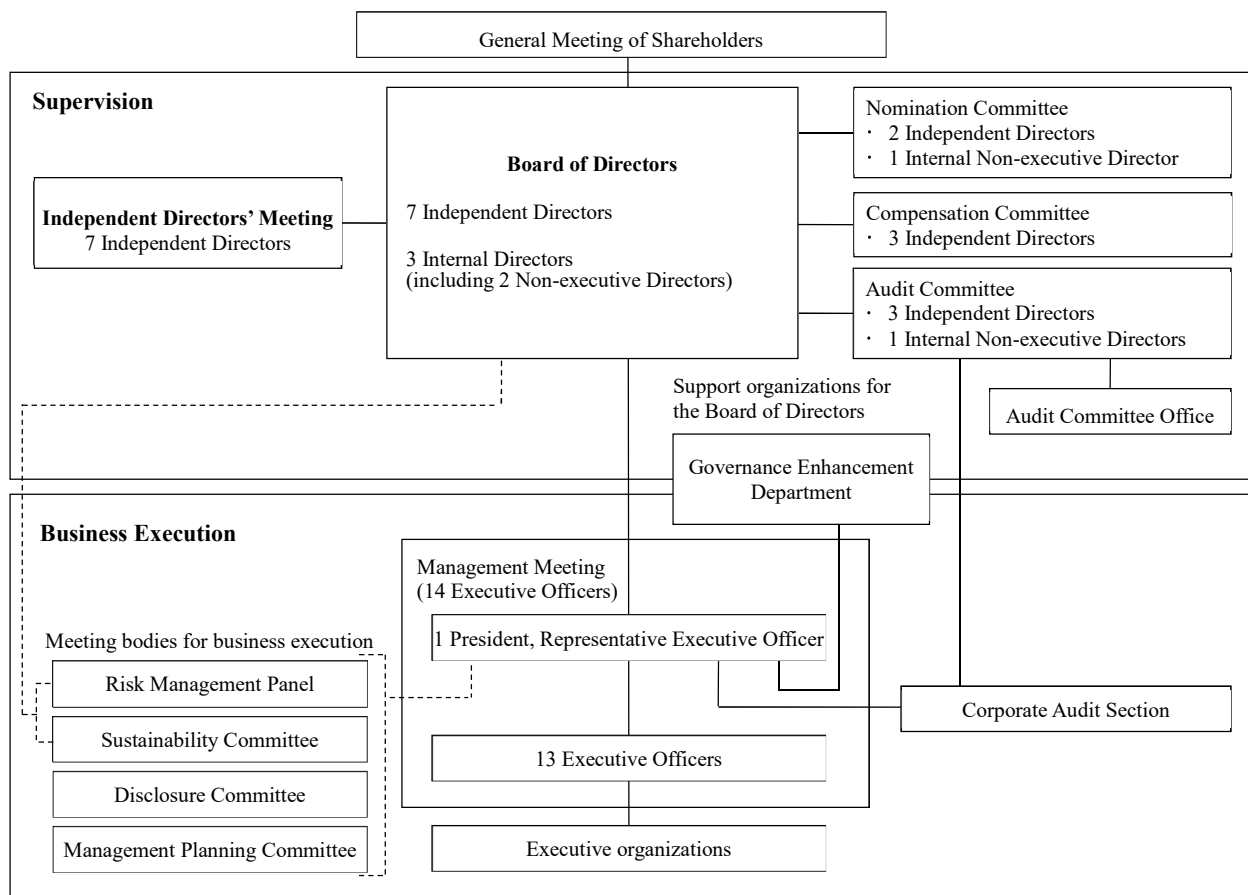 General Meeting of Shareholders
Supervision
Board of Directors
7 Independent Directors
3 Internal Directors
(including 2 Non-executive Directors)
Independent Directors’ Meeting
7 Independent Directors
Nomination Committee
・ 2 Independent Directors
・ 1 Internal Non-executive Director
Compensation Committee
・ 3 Independent Directors
Audit Committee
・ 3 Independent Directors
・ 1 Internal Non-executive Directors
Audit Committee Office
Support organizations for
the Board of Directors
Governance Enhancement
Department
Business Execution
Management Meeting
(14 Executive Officers)
1 President, Representative Executive Officer
Meeting bodies for business execution
Risk Management Panel
Sustainability Committee
Disclosure Committee
Management Planning Committee
Corporate Audit Section
13 Executive Officers
Executive organizations